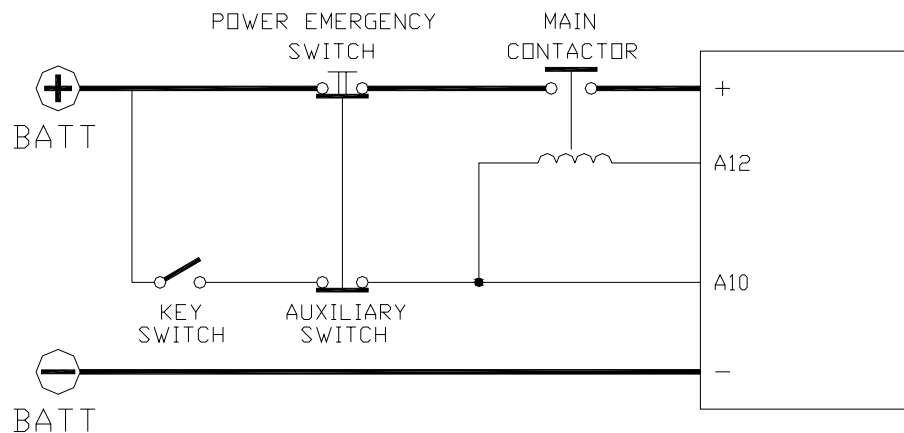 POWER EMERGENCY
SWITCH
MAIN
CONTACTOR
+
BATT
+
A12
A10
KEY
SWITCH
AUXILIARY
SWITCH
-
BATT
-